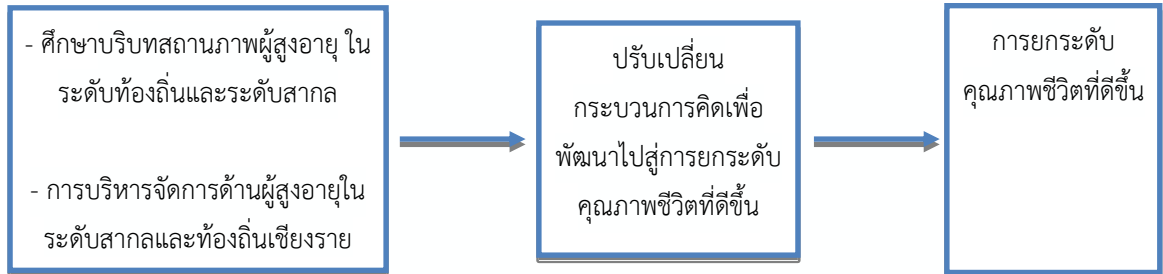 - ศึกษาบริบทสถานภาพผู้สูงอายุ ใน
ระดับท้องถิ่นและระดับสากล
- การบริหารจัดการด้านผู้สูงอายุใน
ระดับสากลและท้องถิ่นเชียงราย
ปรับเปลี่ยน
กระบวนการคิดเพื่อ
พัฒนาไปสู่การยกระดับ
คุณภาพชีวิตที่ดีขึ้น
การยกระดับ
คุณภาพชีวิตที่ดีขึ้น